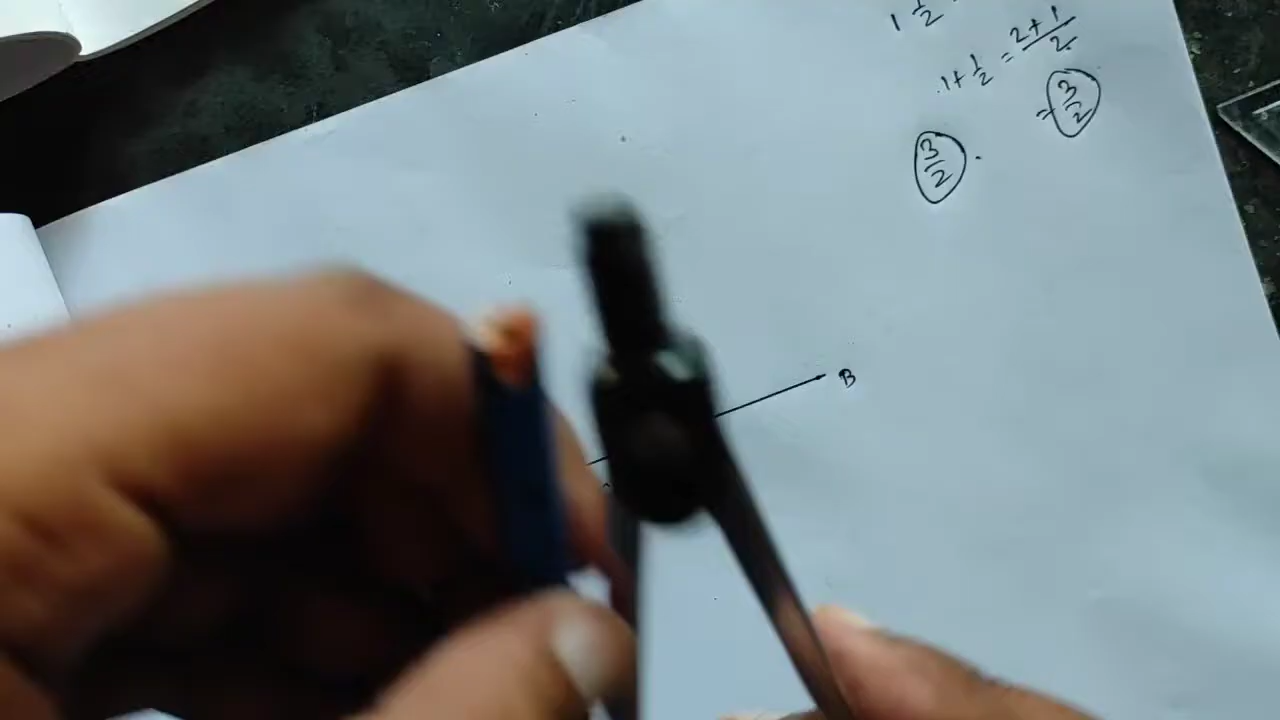 1 1/2
1 + 1/2 = 2+1/2
= 3/2
3/2
B